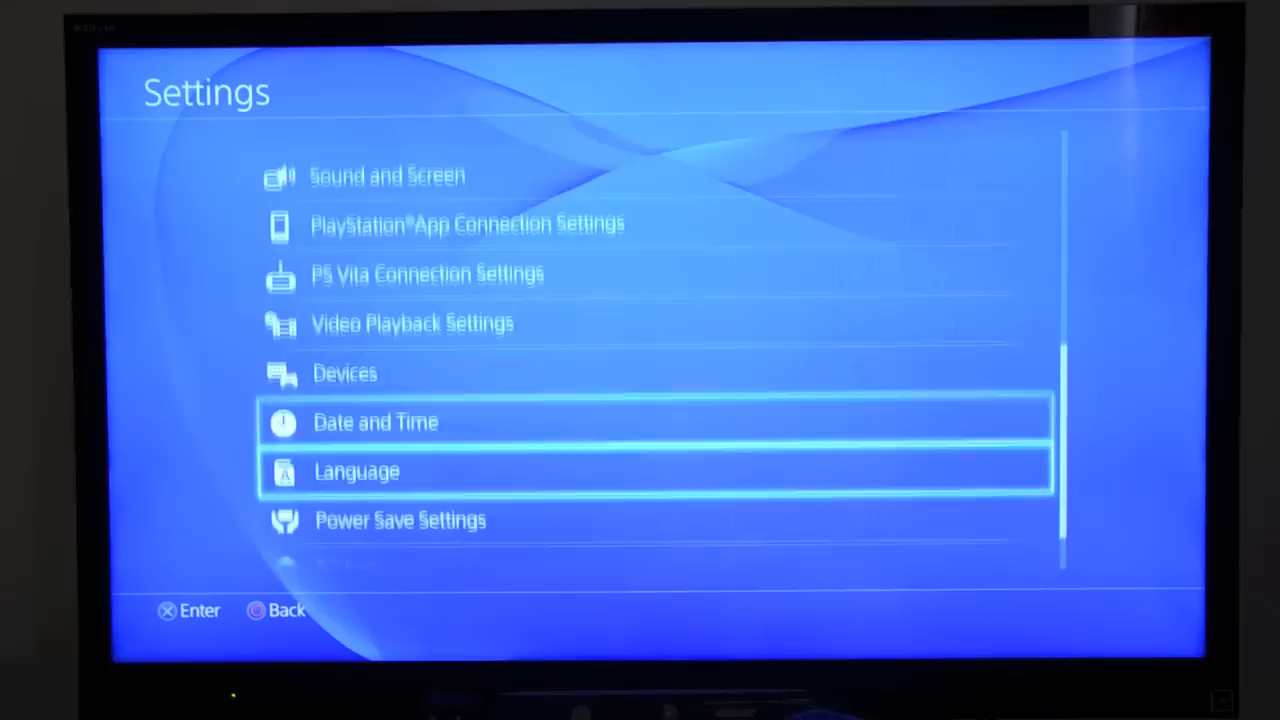 Settings
Sound and Screen
PlayStation®App Connection Settings
PS Vita Connection Settings
Video Playback Settings
Devices
Date and Time
Language
Power Save Settings
Enter Back